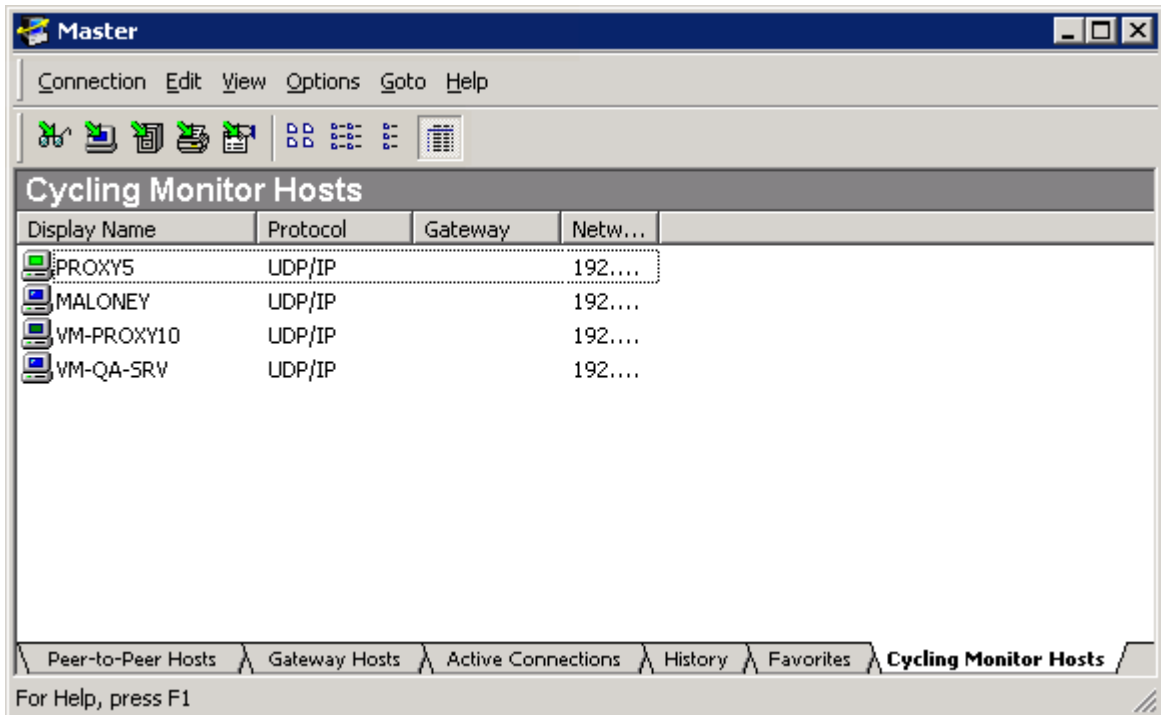 Master
Connection Edit View Options Goto Help
Cycling Monitor Hosts
Display Name Protocol Gateway Netw...
PROXY5 UDP/IP 192....
MALONEY UDP/IP 192....
VM-PROXY10 UDP/IP 192....
VM-QA-SRV UDP/IP 192....
Peer-to-Peer Hosts Gateway Hosts Active Connections History Favorites Cycling Monitor Hosts
For Help, press F1